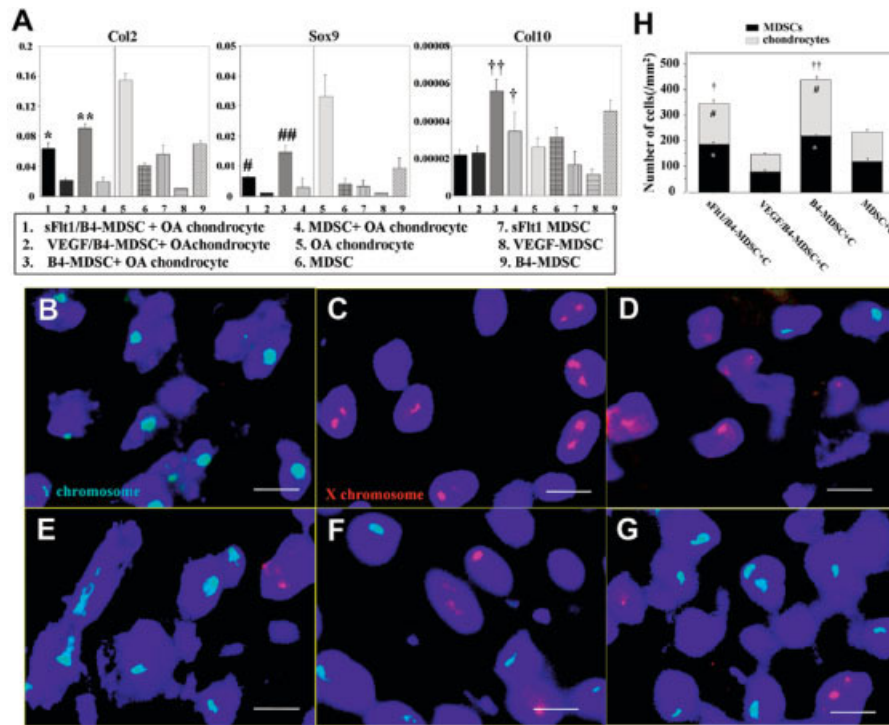 A
Col2
Sox9
Col10
0.2
0.16
0.12
0.08
0.04
0
0.05
0.04
0.03
0.02
0.01
0
0.00008
0.00006
0.00004
0.00002
0
* ** # ## †† †
1 2 3 4 5 6 7 8 9
1 2 3 4 5 6 7 8 9
1 2 3 4 5 6 7 8 9
1. sFlt1/B4-MDSC + OA chondrocyte
2. VEGF/B4-MDSC+ OAchondrocyte
3. B4-MDSC+ OA chondrocyte
4. MDSC+ OA chondrocyte
5. OA chondrocyte
6. MDSC
7. sFlt1 MDSC
8. VEGF-MDSC
9. B4-MDSC
H
MDSCs
chondrocytes
Number of cells(/mm²)
500
400
300
200
100
0
† # *
†† # *
sFlt1/B4-MDSC+C
VEGF/B4-MDSC+C
B4-MDSC+C
MDSC+C
B
Y chromosome
C
X chromosome
D
E
F
G